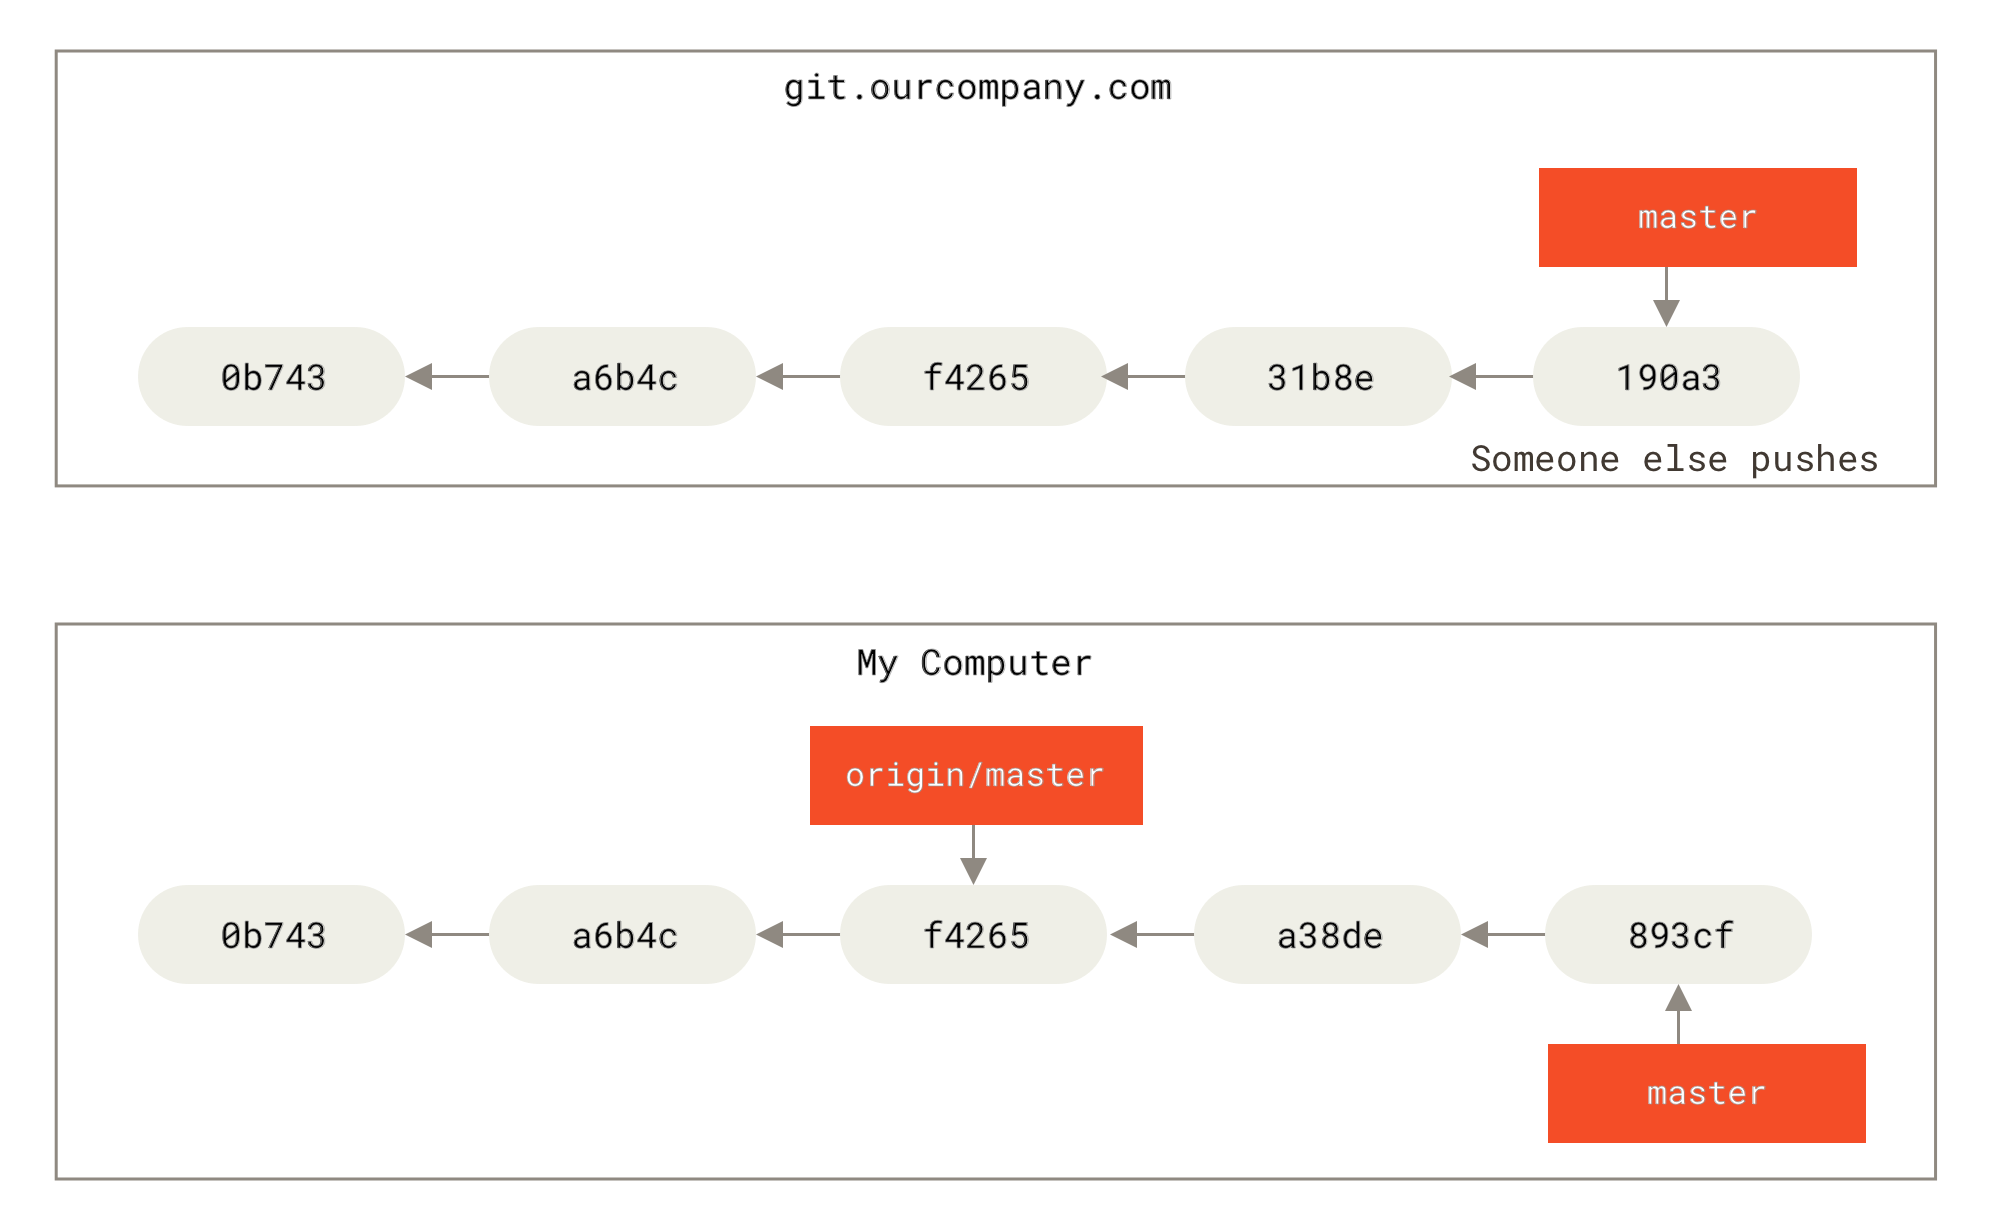 git.ourcompany.com
master
0b743
a6b4c
f4265
31b8e
190a3
Someone else pushes
My Computer
origin/master
0b743
a6b4c
f4265
a38de
893cf
master